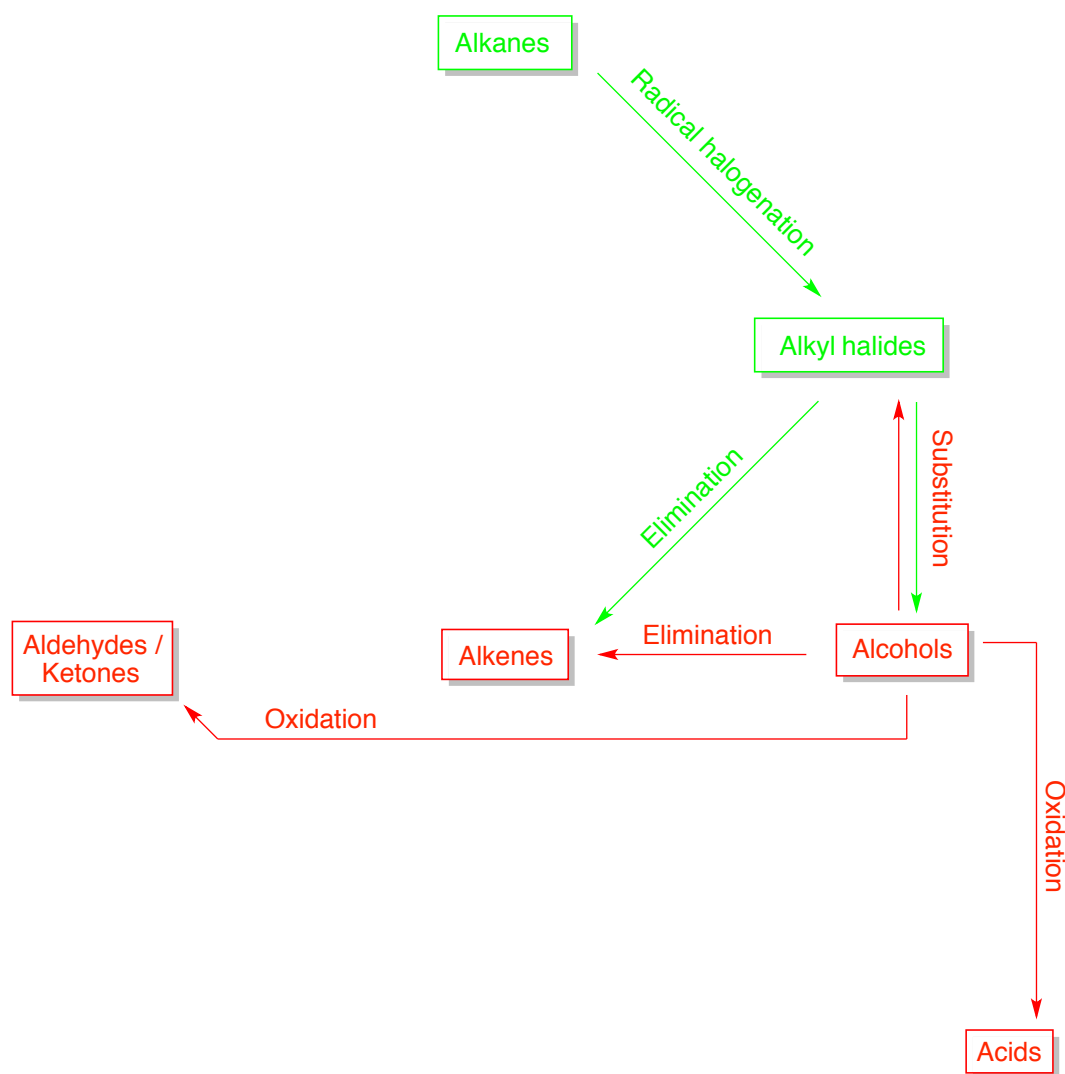 Alkanes
Radical halogenation
Alkyl halides
Elimination
Substitution
Aldehydes /
Ketones
Alkenes
Elimination
Alcohols
Oxidation
Oxidation
Acids